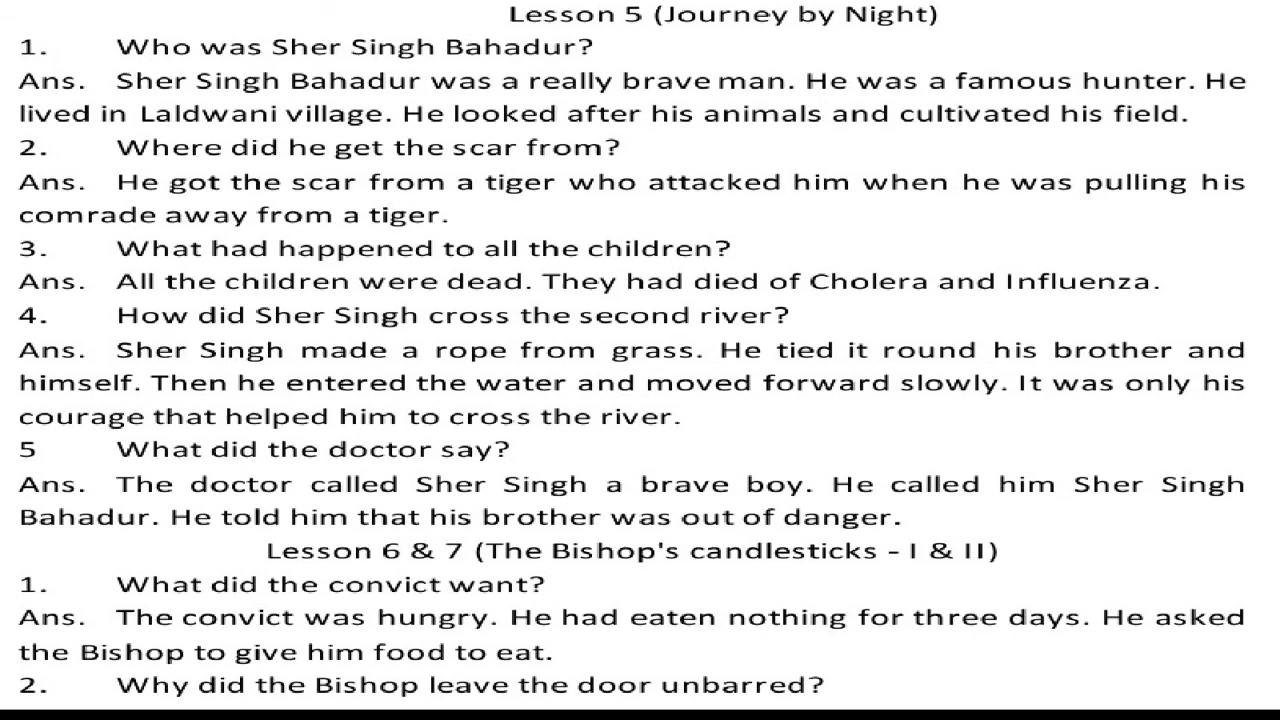 Lesson 5 (Journey by Night)
1. Who was Sher Singh Bahadur?
Ans. Sher Singh Bahadur was a really brave man. He was a famous hunter. He
lived in Laldwani village. He looked after his animals and cultivated his field.
2. Where did he get the scar from?
Ans. He got the scar from a tiger who attacked him when he was pulling his
comrade away from a tiger.
3. What had happened to all the children?
Ans. All the children were dead. They had died of Cholera and Influenza.
4. How did Sher Singh cross the second river?
Ans. Sher Singh made a rope from grass. He tied it round his brother and
himself. Then he entered the water and moved forward slowly. It was only his
courage that helped him to cross the river.
5 What did the doctor say?
Ans. The doctor called Sher Singh a brave boy. He called him Sher Singh
Bahadur. He told him that his brother was out of danger.
Lesson 6 & 7 (The Bishop's candlesticks - I & II)
1. What did the convict want?
Ans. The convict was hungry. He had eaten nothing for three days. He asked
the Bishop to give him food to eat.
2. Why did the Bishop leave the door unbarred?